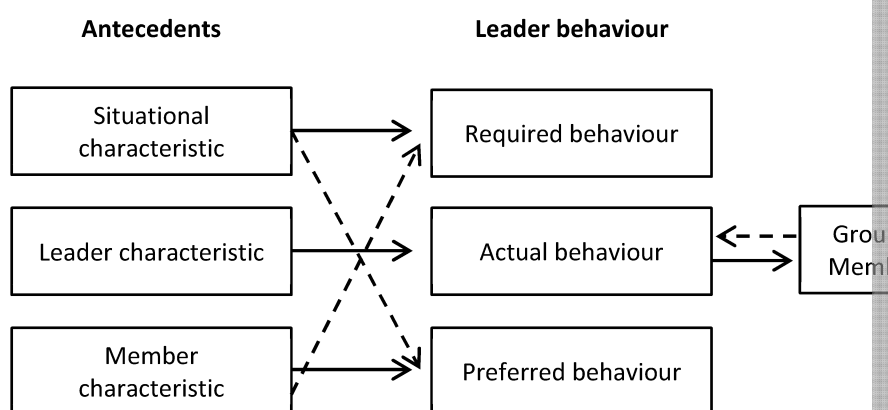 Antecedents
Leader behaviour
Situational
characteristic
Required behaviour
Leader characteristic
Actual behaviour
Member
characteristic
Preferred behaviour